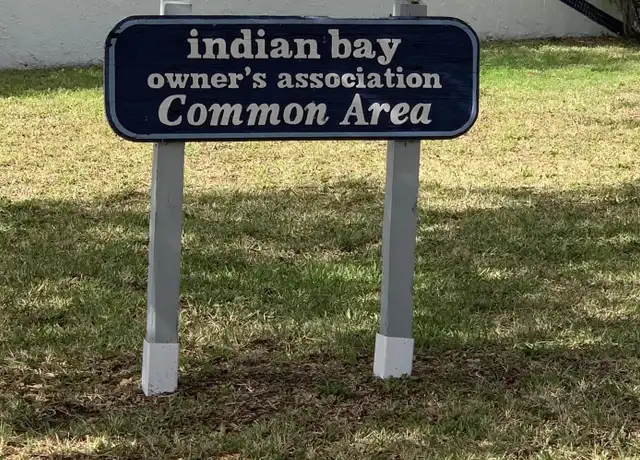 indian bay
owner's association
Common Area